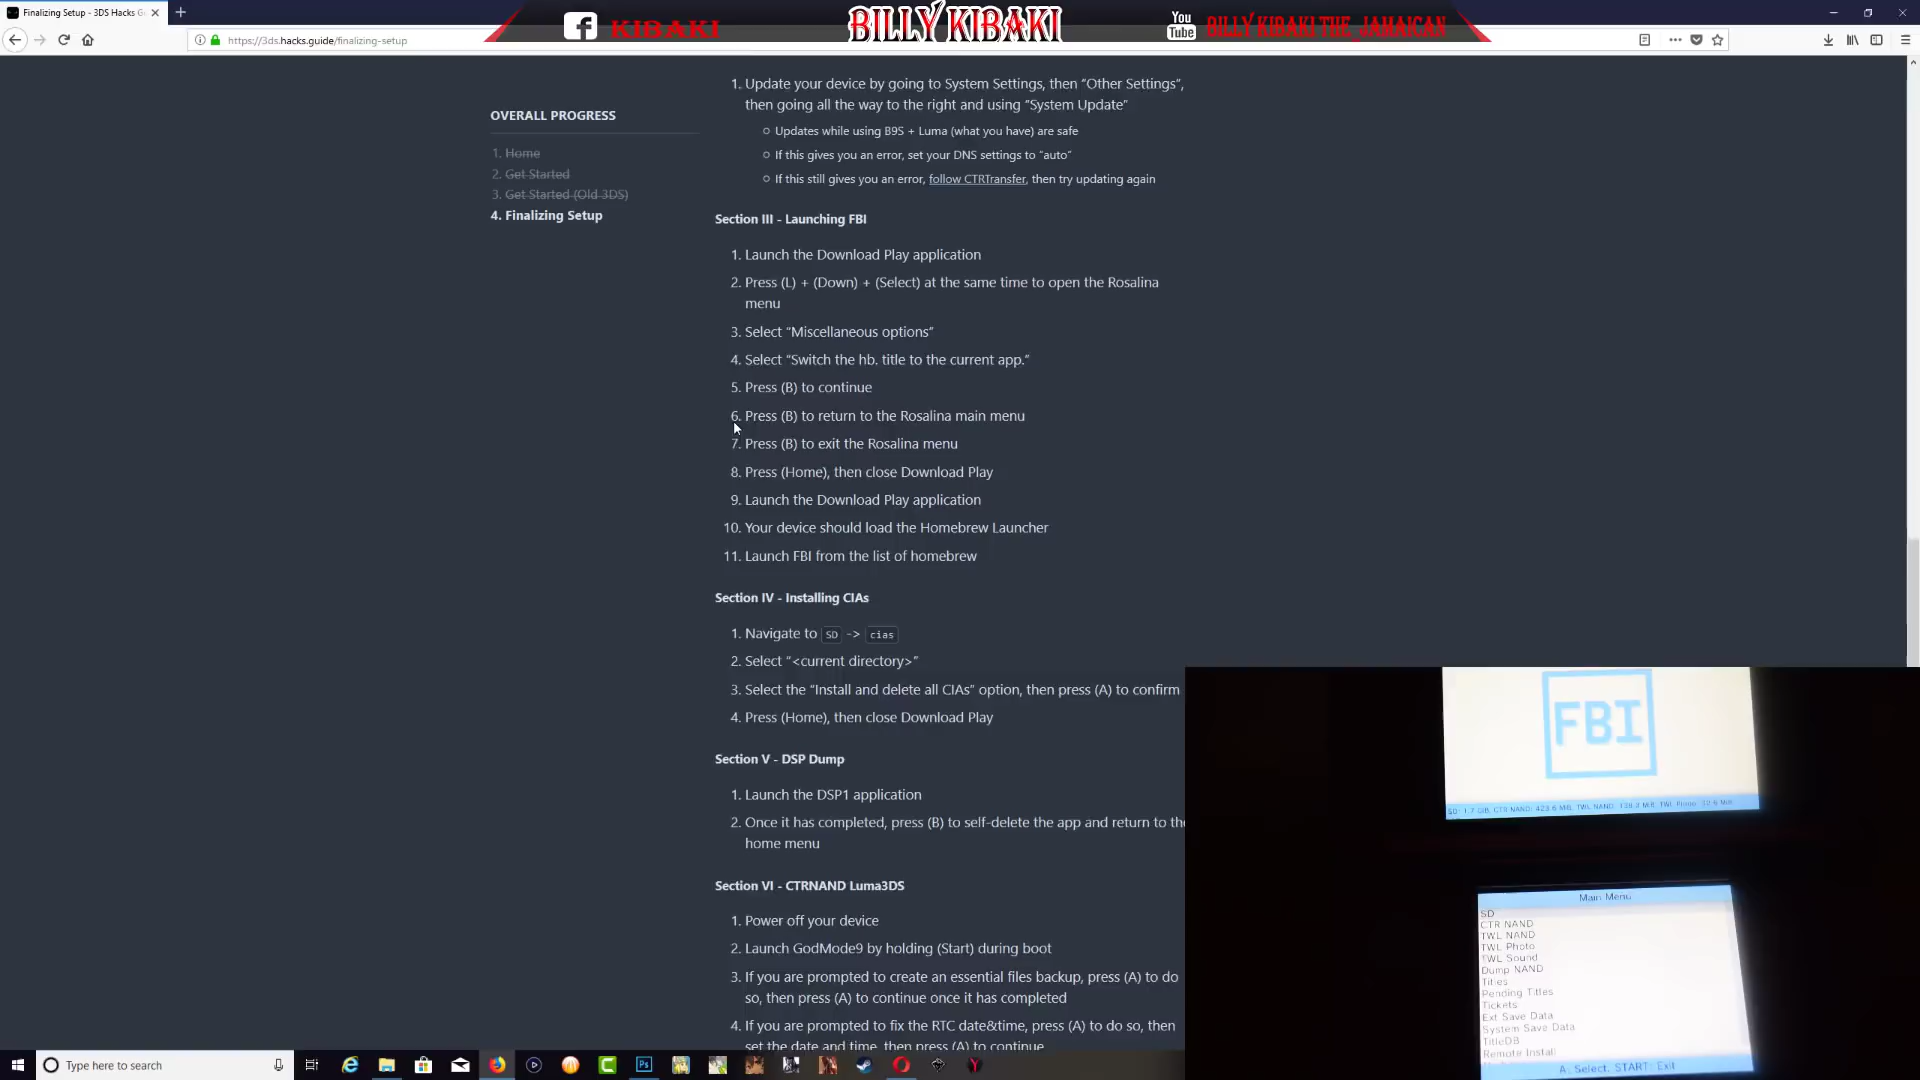 Finalizing Setup - 3DS Hacks G
https://3ds.hacks.guide/finalizing-setup
KIBAKI
BILLY KIBAKI
You Tube
BILLY KIBAKI THE_JAMAICAN
OVERALL PROGRESS
1. Home
2. Get Started
3. Get Started (Old 3DS)
4. Finalizing Setup
1. Update your device by going to System Settings, then “Other Settings”,
then going all the way to the right and using “System Update”
Updates while using B9S + Luma (what you have) are safe
If this gives you an error, set your DNS settings to “auto”
If this still gives you an error, follow CTRTransfer, then try updating again
Section III - Launching FBI
1. Launch the Download Play application
2. Press (L) + (Down) + (Select) at the same time to open the Rosalina
menu
3. Select “Miscellaneous options”
4. Select “Switch the hb. title to the current app.”
5. Press (B) to continue
6. Press (B) to return to the Rosalina main menu
7. Press (B) to exit the Rosalina menu
8. Press (Home), then close Download Play
9. Launch the Download Play application
10. Your device should load the Homebrew Launcher
11. Launch FBI from the list of homebrew
Section IV - Installing CIAs
1. Navigate to SD -> cias
2. Select “<current directory>”
3. Select the “Install and delete all CIAs” option, then press (A) to confirm
4. Press (Home), then close Download Play
Section V - DSP Dump
1. Launch the DSP1 application
2. Once it has completed, press (B) to self-delete the app and return to the
home menu
Section VI - CTRNAND Luma3DS
1. Power off your device
2. Launch GodMode9 by holding (Start) during boot
3. If you are prompted to create an essential files backup, press (A) to do
so, then press (A) to continue once it has completed
4. If you are prompted to fix the RTC date&time, press (A) to do so, then
set the date and time, then press (A) to continue
FBI
Main Menu
SD
CTR NAND
TWL NAND
TWL Photo
TWL Sound
Dump NAND
Titles
Pending Titles
Tickets
Ext Save Data
System Save Data
TitleDB
Remote Install
A: Select, START: Exit
Type here to search